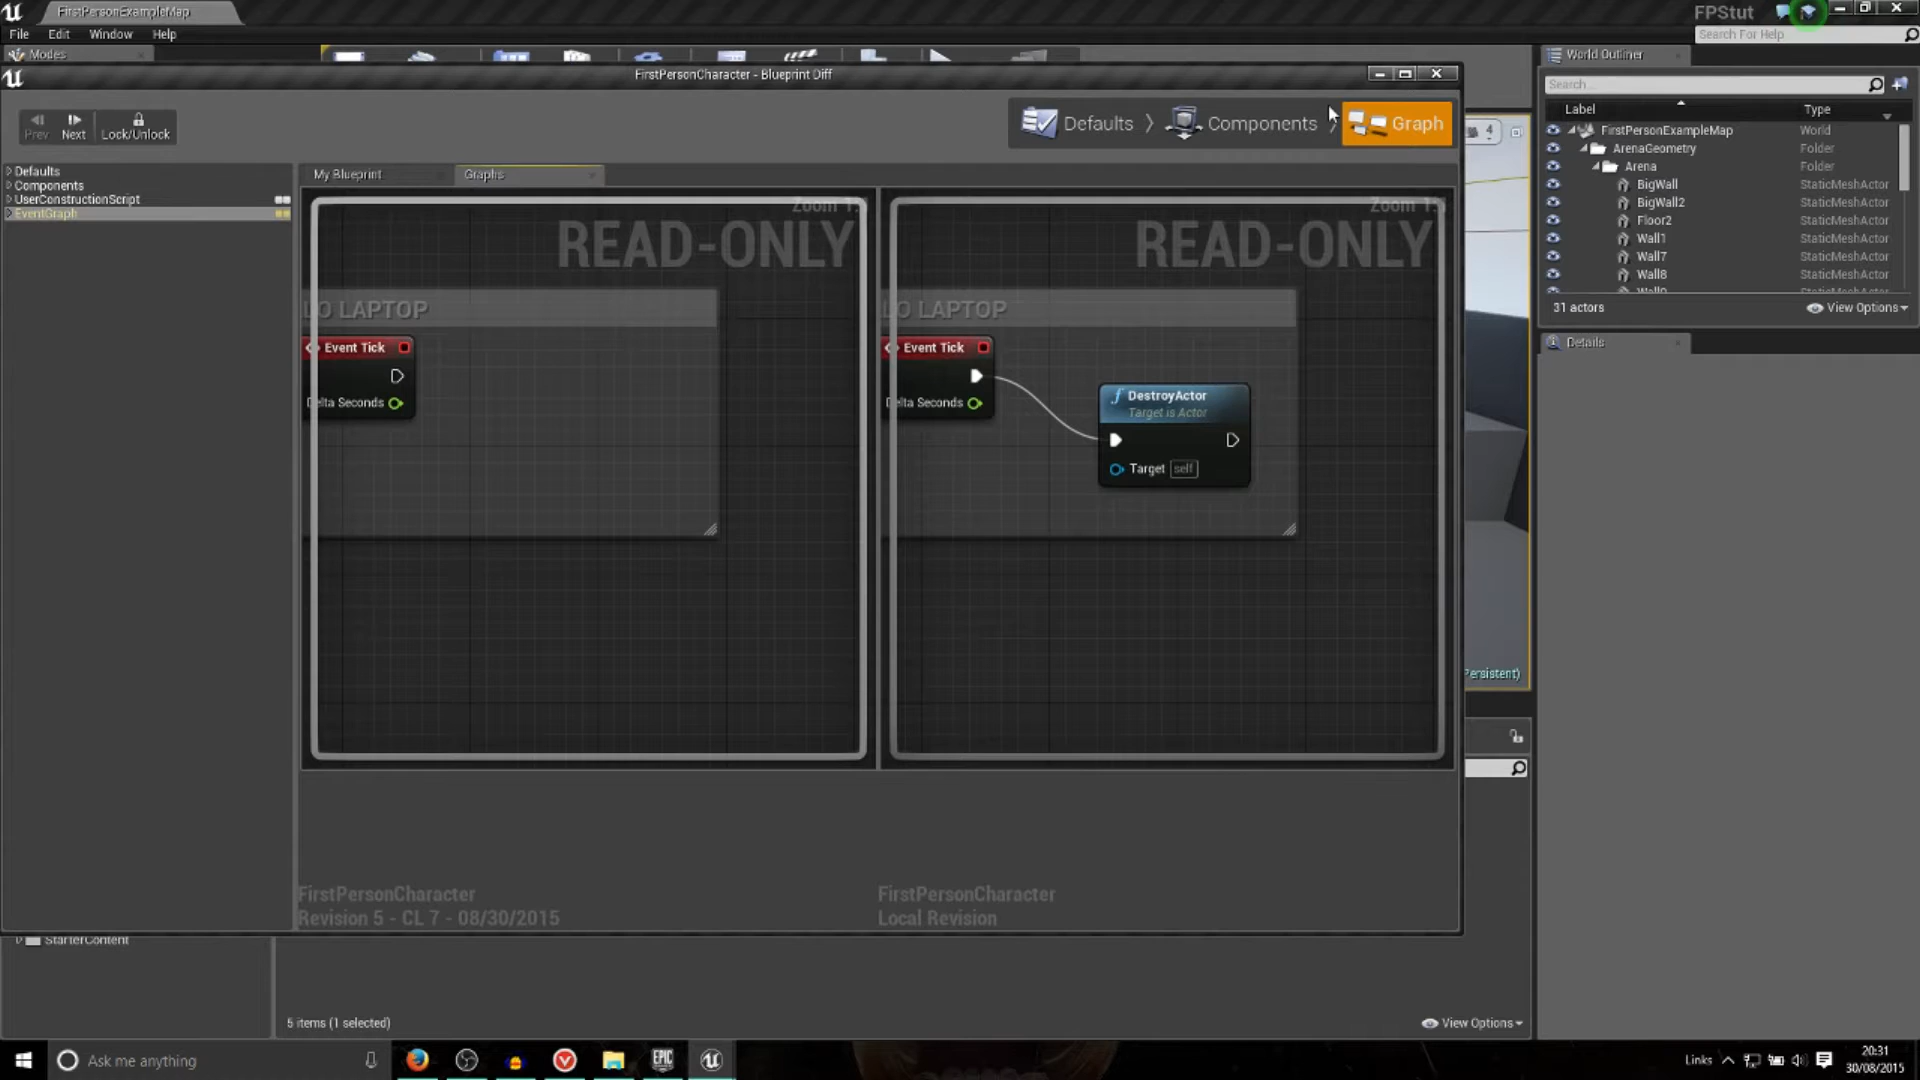 FirstPersonExampleMap
FPStut
File Edit Window Help
Search For Help
Modes
World Outliner
FirstPersonCharacter - Blueprint Diff
Search...
Prev Next Lock/Unlock
Defaults Components Graph
4
Label Type
FirstPersonExampleMap World
ArenaGeometry Folder
Arena Folder
BigWall StaticMeshActor
BigWall2 StaticMeshActor
Floor2 StaticMeshActor
Wall1 StaticMeshActor
Wall7 StaticMeshActor
Wall8 StaticMeshActor
31 actors View Options
Details
Defaults
Components
UserConstructionScript
EventGraph
My Blueprint Graphs
Zoom 1:
READ-ONLY
LO LAPTOP
Event Tick
Delta Seconds
Zoom 1:
READ-ONLY
LO LAPTOP
Event Tick
Delta Seconds
f DestroyActor
Target is Actor
Target self
Persistent)
FirstPersonCharacter
Revision 5 - CL 7 - 08/30/2015
FirstPersonCharacter
Local Revision
StarterContent
5 items (1 selected) View Options
Ask me anything
EPIC
GAMES
Links
20:31
30/08/2015